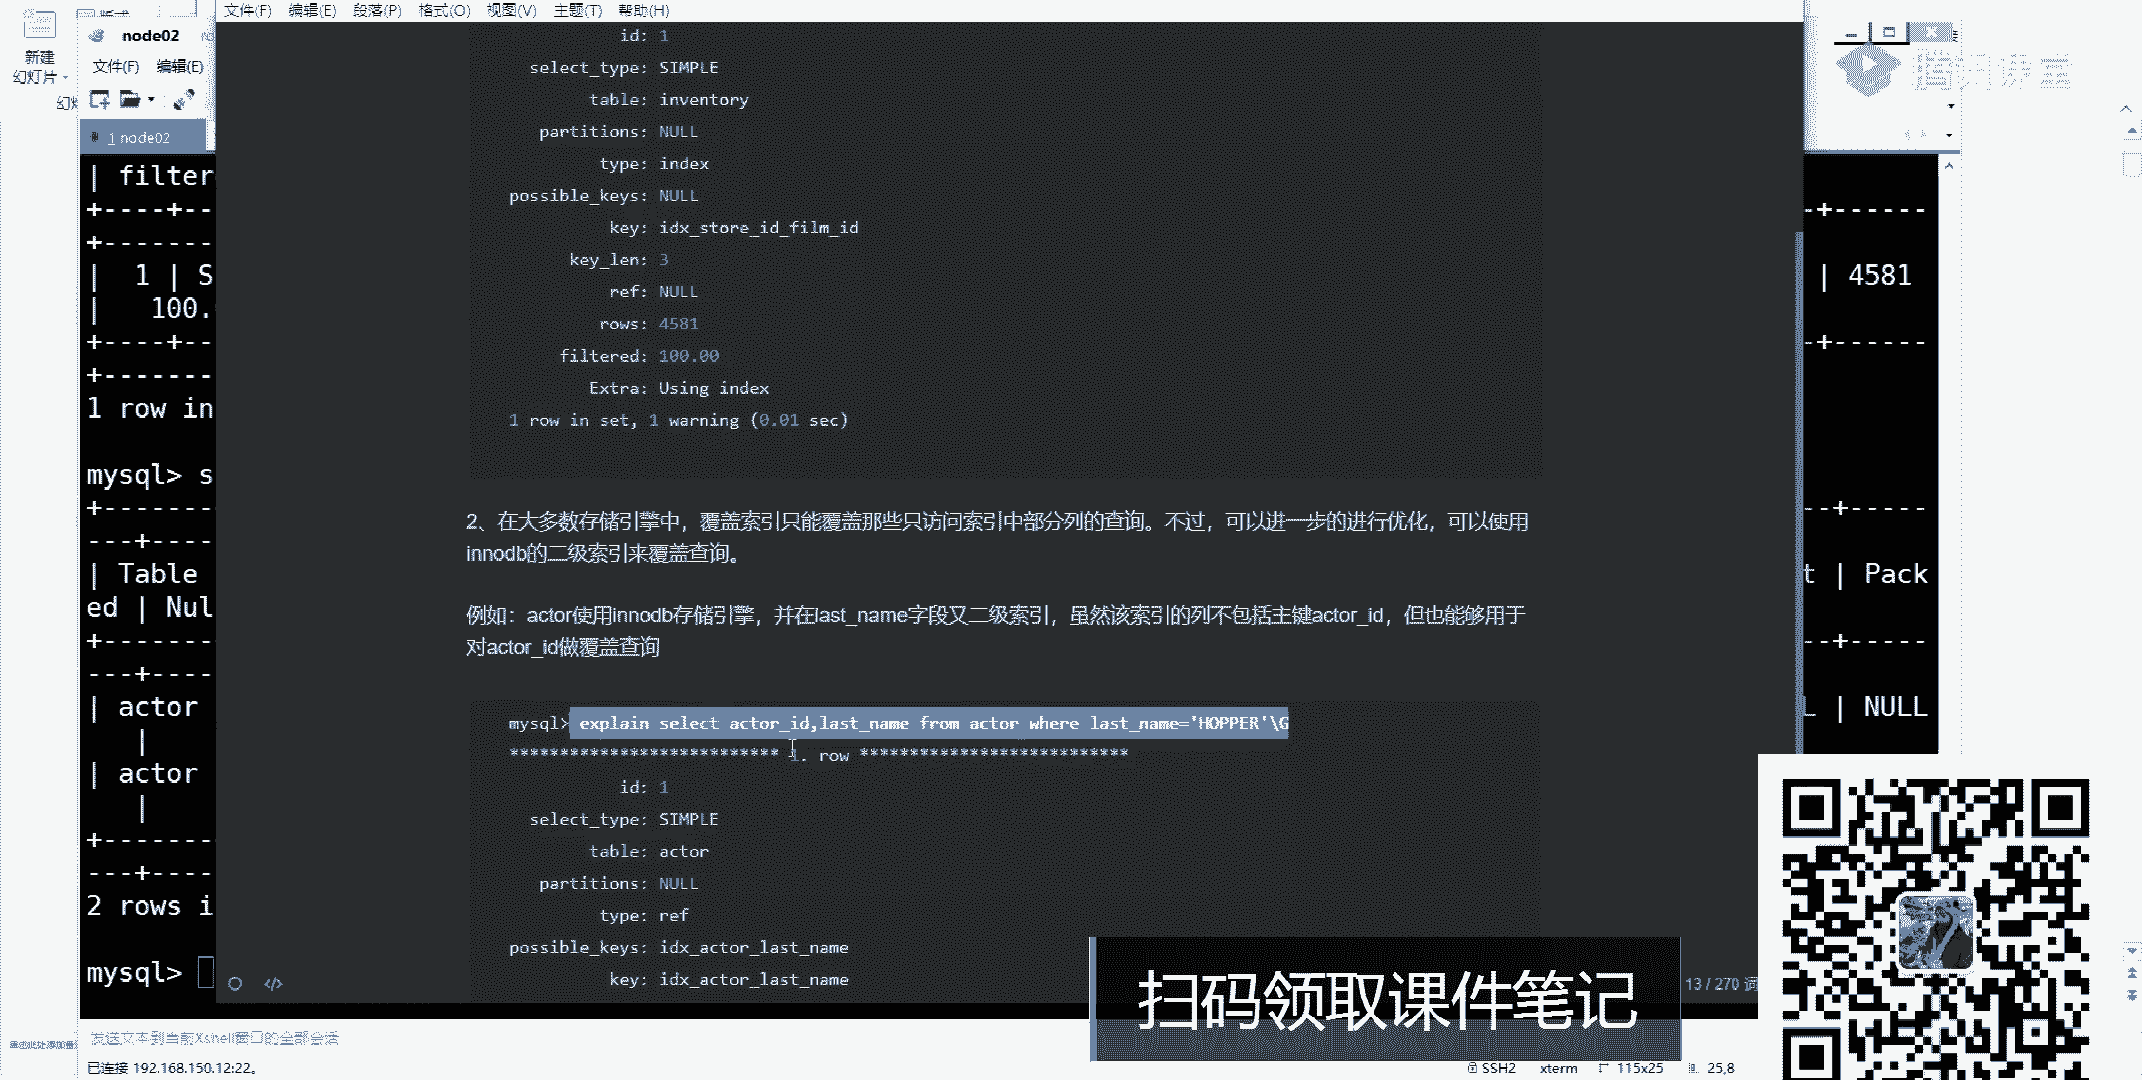 文件(F) 编辑(E) 段落(P) 格式(O) 视图(V) 主题(T) 帮助(H)
新建
幻灯片
node02
文件(F) 编辑(E)
1 node02
| filter
+----+--
+-------
| 1 | S
| 100.
+----+--
+-------
1 row in
mysql> s
+-------
---+----
| Table
ed | Nul
+-------
---+----
| actor
|
| actor
|
+-------
---+----
2 rows i
mysql>
id: 1
select_type: SIMPLE
table: inventory
partitions: NULL
type: index
possible_keys: NULL
key: idx_store_id_film_id
key_len: 3
ref: NULL
rows: 4581
filtered: 100.00
Extra: Using index
1 row in set, 1 warning (0.01 sec)
2、在大多数存储引擎中，覆盖索引只能覆盖那些只访问索引中部分列的查询。不过，可以进一步的进行优化，可以使用
innodb的二级索引来覆盖查询。
例如：actor使用innodb存储引擎，并在last_name字段又二级索引，虽然该索引的列不包括主键actor_id，但也能够用于
对actor_id做覆盖查询
mysql> explain select actor_id,last_name from actor where last_name='HOPPER'\G
*************************** 1. row ***************************
id: 1
select_type: SIMPLE
table: actor
partitions: NULL
type: ref
possible_keys: idx_actor_last_name
key: idx_actor_last_name
13 / 270 词
-+------
| 4581
-+------
--+-----
t | Pack
--+-----
| NULL
腾讯课堂
扫码领取课件笔记
发送文本到当前Xshell窗口的全部会话
已连接 192.168.150.12:22。
SSH2 xterm 115x25 25,8